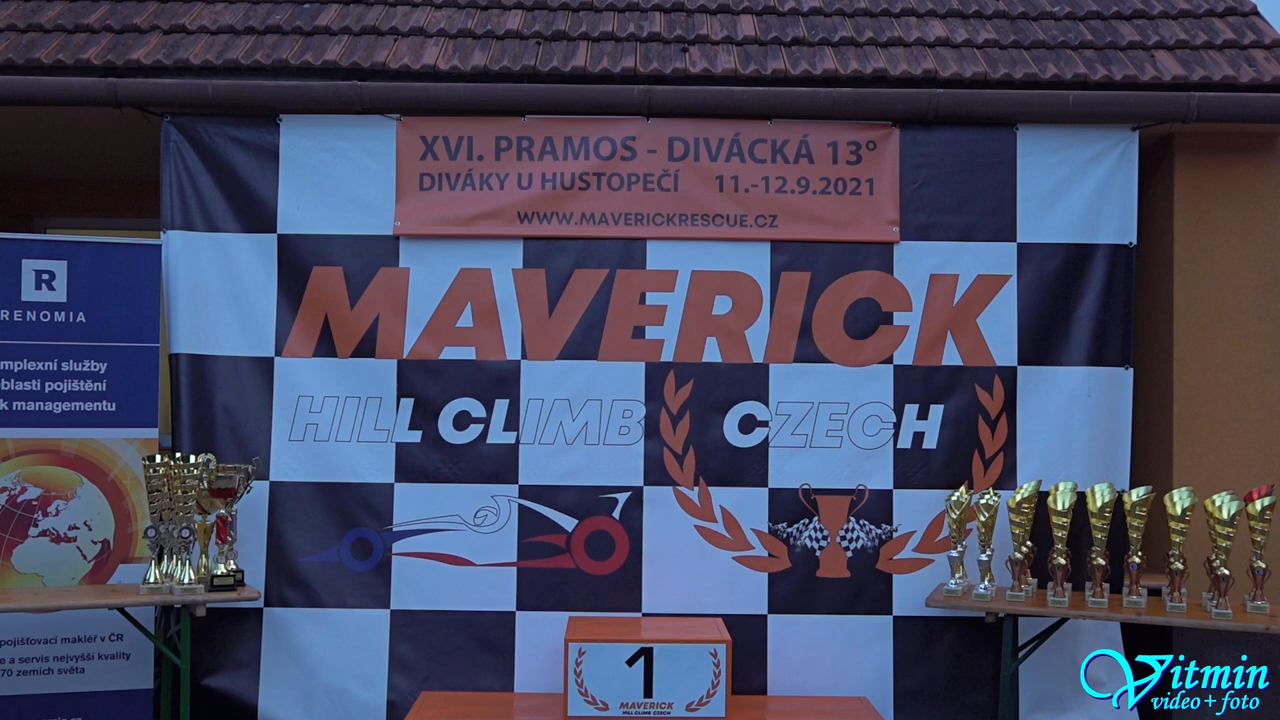 XVI. PRAMOS - DIVÁCKÁ 13°
DIVÁKY U HUSTOPEČÍ 11.-12.9.2021
WWW.MAVERICKRESCUE.CZ
MAVERICK
HILL CLIMB CZECH
R
RENOMIA
mplexní služby
oblasti pojištění
k managementu
pojišťovací makléř v ČR
e a servis nejvyšší kvality
70 zemích světa
1
MAVERICK
HILL CLIMB CZECH
Vitmin
video+foto